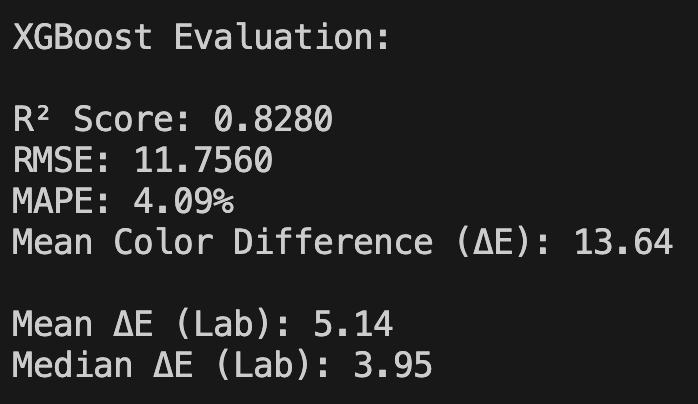 XGBoost Evaluation:
R² Score: 0.8280
RMSE: 11.7560
MAPE: 4.09%
Mean Color Difference (ΔE): 13.64
Mean ΔE (Lab): 5.14
Median ΔE (Lab): 3.95